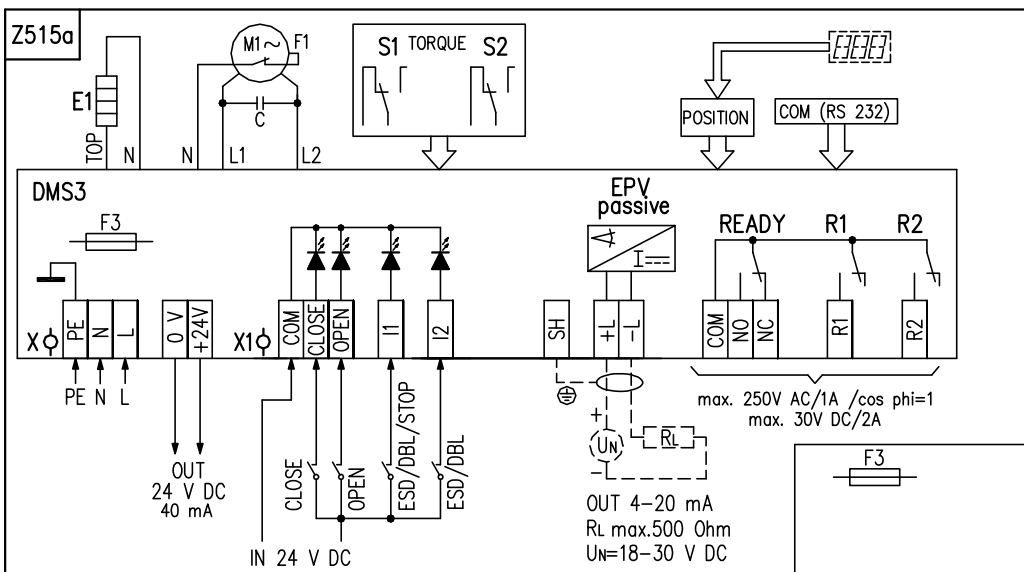 Z515a
E1
TOP
N
M1~
F1
C
N
L1
L2
S1 TORQUE S2
POSITION
COM (RS 232)
DMS3
F3
EPV
passive
READY
R1
R2
I
X
PE
N
L
0 V
+24V
X1
COM
CLOSE
OPEN
I1
I2
SH
+L
-L
COM
NO
NC
R1
R2
PE N L
OUT
24 V DC
40 mA
CLOSE
OPEN
ESD/DBL/STOP
ESD/DBL
IN 24 V DC
+
UN
-
RL
OUT 4-20 mA
RL max.500 Ohm
UN=18-30 V DC
max. 250V AC/1A /cos phi=1
max. 30V DC/2A
F3